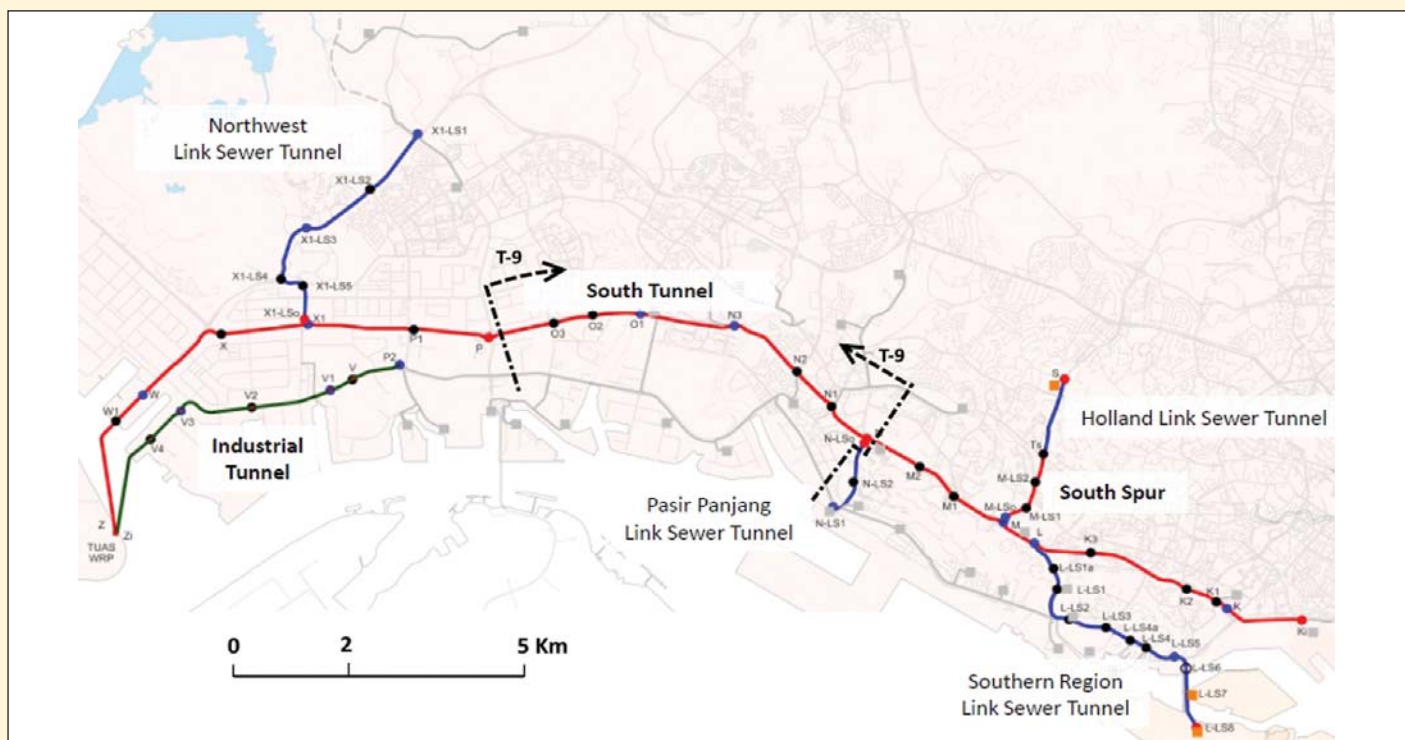 Northwest
Link Sewer Tunnel
X1-LS1
X1-LS2
X1-LS3
X1-LS4
X1-LS5
X1-LSo
X1
X
P1
T-9
South Tunnel
P
O3
O2
O1
N3
N2
N1
T-9
N-LSo
N-LS2
N-LS1
Pasir Panjang
Link Sewer Tunnel
M2
M1
S
Holland Link Sewer Tunnel
Ts
M-LS2
South Spur
M-LSo
M-LS1
M
L
K3
K2
K1
K
Ki
L-LS1a
L-LS1
L-LS2
L-LS3
L-LS4a
L-LS4
L-LS5
L-LS6
L-LS7
L-LS8
Southern Region
Link Sewer Tunnel
W
W1
P2
V
V1
V2
V3
V4
Industrial
Tunnel
Z
Zi
TUAS
WRP
0
2
5 Km